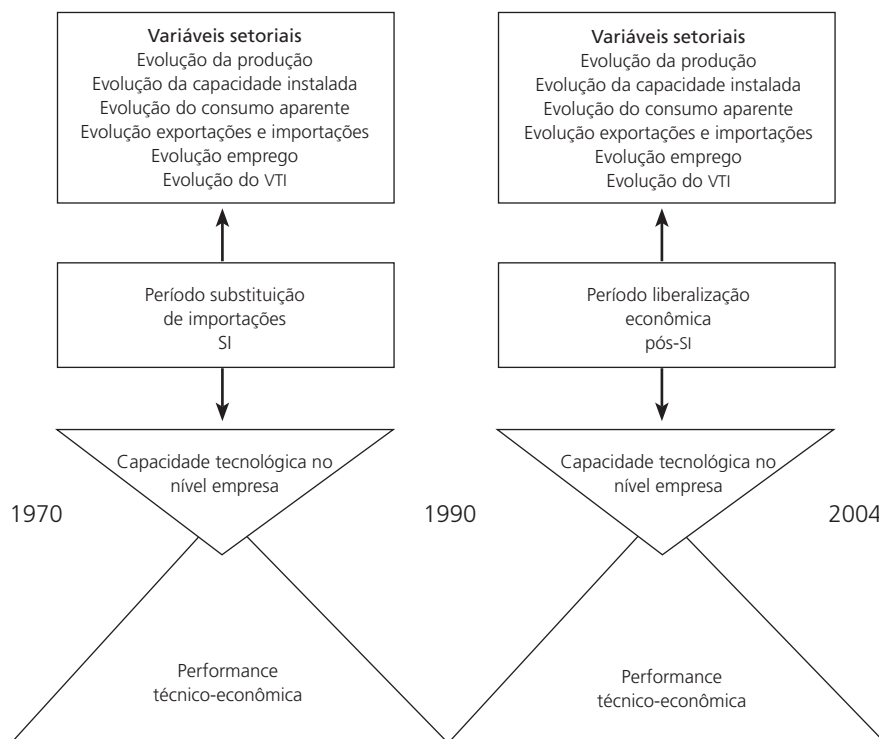 Variáveis setoriais
Evolução da produção
Evolução da capacidade instalada
Evolução do consumo aparente
Evolução exportações e importações
Evolução emprego
Evolução do VTI
Variáveis setoriais
Evolução da produção
Evolução da capacidade instalada
Evolução do consumo aparente
Evolução exportações e importações
Evolução emprego
Evolução do VTI
Período substituição
de importações
SI
Período liberalização
econômica
pós-SI
Capacidade tecnológica no
nível empresa
Capacidade tecnológica no
nível empresa
1970
1990
2004
Performance
técnico-econômica
Performance
técnico-econômica